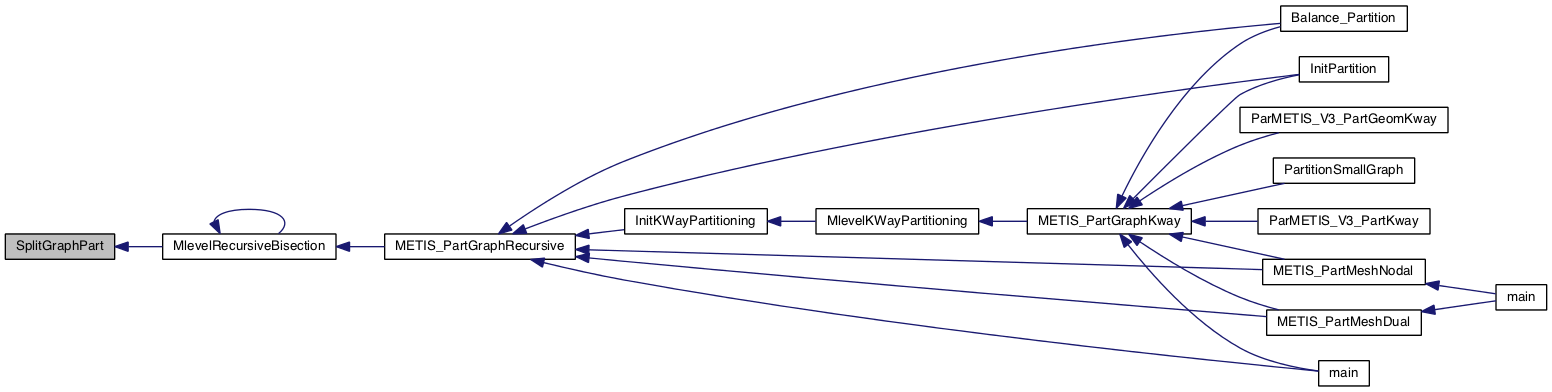 Balance_Partition
InitPartition
ParMETIS_V3_PartGeomKway
PartitionSmallGraph
InitKWayPartitioning
MlevelKWayPartitioning
METIS_PartGraphKway
ParMETIS_V3_PartKway
SplitGraphPart
MlevelRecursiveBisection
METIS_PartGraphRecursive
METIS_PartMeshNodal
main
METIS_PartMeshDual
main